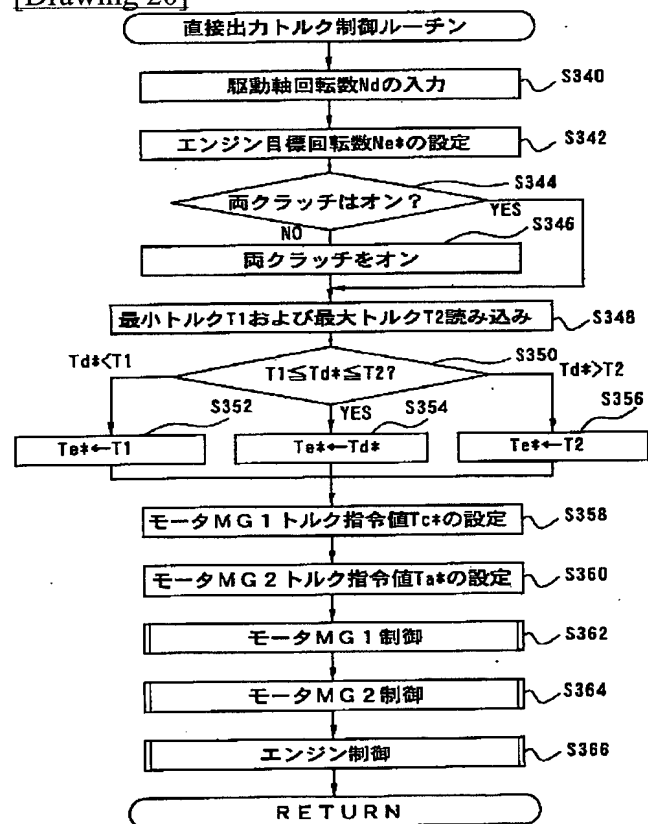 [Drawing 20]
直接出力トルク制御ルーチン
駆動軸回転数Ndの入力
S340
エンジン目標回転数Ne*の設定
S342
両クラッチはオン?
S344
YES
NO
S346
両クラッチをオン
最小トルクT1および最大トルクT2読み込み
S348
Td*<T1
T1≦Td*≦T2?
S350
Td*>T2
S352
YES
S354
S356
Te*←T1
Te*←Td*
Te*←T2
モータMG1トルク指令値Tc*の設定
S358
モータMG2トルク指令値Ta*の設定
S360
モータMG1制御
S362
モータMG2制御
S364
エンジン制御
S366
RETURN